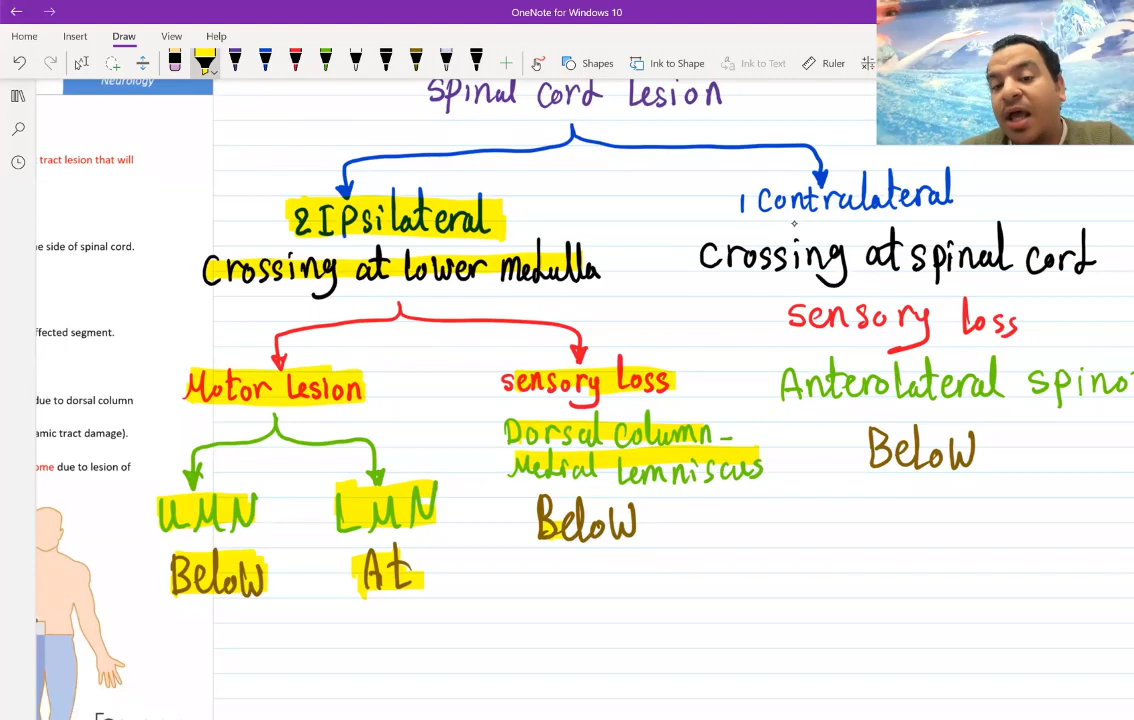 OneNote for Windows 10
Home Insert Draw View Help
Shapes Ink to Shape Ink to Text Ruler
Neurology
tract lesion that will
e side of spinal cord.
ffected segment.
due to dorsal column
amic tract damage).
ome due to lesion of
Spinal Cord Lesion
2 Ipsilateral
Crossing at lower medulla
Motor Lesion
UMN
Below
LMN
At
sensory Loss
Dorsal column -
Medial lemniscus
Below
1 Contralateral
Crossing at spinal cord
sensory loss
Anterolateral spino
Below